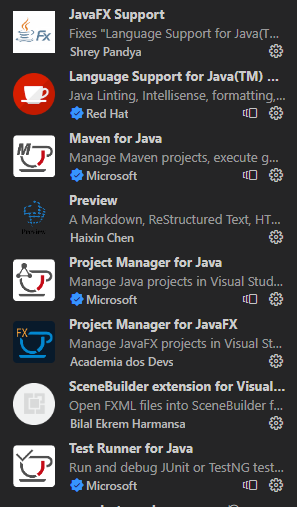 JavaFX Support
Fixes "Language Support for Java(T...
Shrey Pandya
Language Support for Java(TM) ...
Java Linting, Intellisense, formatting,...
Red Hat
M
Maven for Java
Manage Maven projects, execute g...
Microsoft
Preview
A Markdown, ReStructured Text, HT...
Haixin Chen
Project Manager for Java
Manage Java projects in Visual Stud...
Microsoft
FX
Project Manager for JavaFX
Manage JavaFX projects in Visual St...
Academia dos Devs
SceneBuilder extension for Visual...
Open FXML files into SceneBuilder f...
Bilal Ekrem Harmansa
Test Runner for Java
Run and debug JUnit or TestNG test...
Microsoft